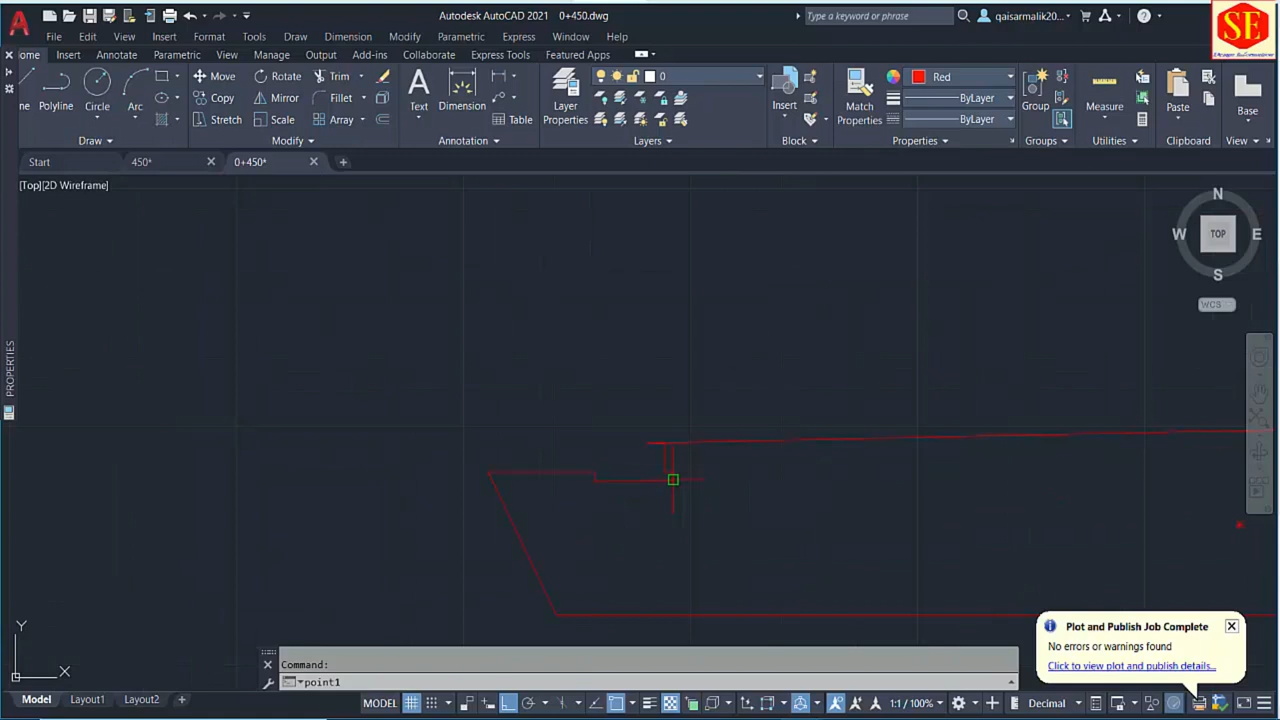 Autodesk AutoCAD 2021 0+450.dwg
Type a keyword or phrase
qaisarmalik20...
SE
File Edit View Insert Format Tools Draw Dimension Modify Parametric Express Window Help
ome Insert Annotate Parametric View Manage Output Add-ins Collaborate Express Tools Featured Apps
Move Rotate Trim
0
Red
ne Polyline Circle Arc
Copy Mirror Fillet
Text Dimension
Layer Properties
Insert
Match Properties
ByLayer
Group
Measure
Paste
Base
Stretch Scale Array
Table
ByLayer
Draw Modify Annotation Layers Block Properties Groups Utilities Clipboard View
Start 450* 0+450*
[Top][2D Wireframe]
N
W TOP E
S
WCS
PROPERTIES
Y
X
Plot and Publish Job Complete
No errors or warnings found
Click to view plot and publish details...
Command:
point1
Model Layout1 Layout2
MODEL
1:1 / 100%
Decimal